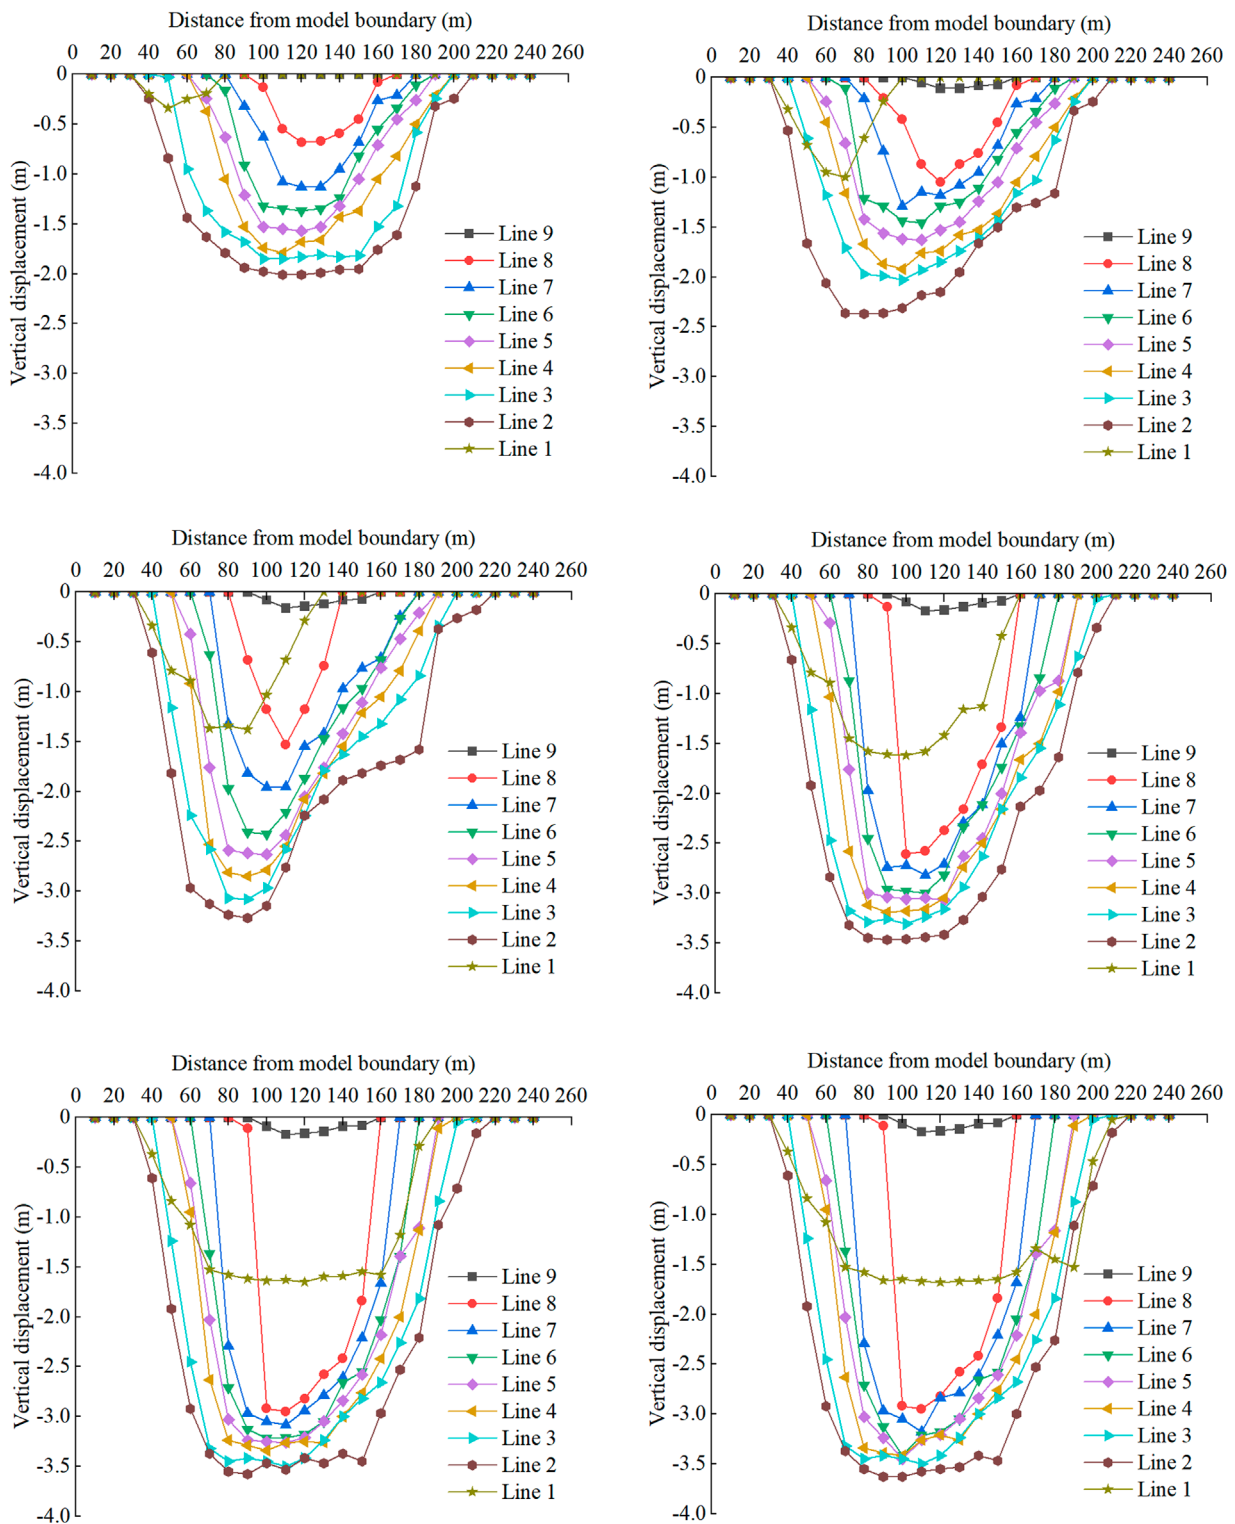 Distance from model boundary (m)
0 20 40 60 80 100 120 140 160 180 200 220 240 260
Vertical displacement (m)
0
-0.5
-1.0
-1.5
-2.0
-2.5
-3.0
-3.5
-4.0
Line 9
Line 8
Line 7
Line 6
Line 5
Line 4
Line 3
Line 2
Line 1
Distance from model boundary (m)
0 20 40 60 80 100 120 140 160 180 200 220 240 260
Vertical displacement (m)
0
-0.5
-1.0
-1.5
-2.0
-2.5
-3.0
-3.5
-4.0
Line 9
Line 8
Line 7
Line 6
Line 5
Line 4
Line 3
Line 2
Line 1
Distance from model boundary (m)
0 20 40 60 80 100 120 140 160 180 200 220 240 260
Vertical displacement (m)
0
-0.5
-1.0
-1.5
-2.0
-2.5
-3.0
-3.5
-4.0
Line 9
Line 8
Line 7
Line 6
Line 5
Line 4
Line 3
Line 2
Line 1
Distance from model boundary (m)
0 20 40 60 80 100 120 140 160 180 200 220 240 260
Vertical displacement (m)
0
-0.5
-1.0
-1.5
-2.0
-2.5
-3.0
-3.5
-4.0
Line 9
Line 8
Line 7
Line 6
Line 5
Line 4
Line 3
Line 2
Line 1
Distance from model boundary (m)
0 20 40 60 80 100 120 140 160 180 200 220 240 260
Vertical displacement (m)
0
-0.5
-1.0
-1.5
-2.0
-2.5
-3.0
-3.5
-4.0
Line 9
Line 8
Line 7
Line 6
Line 5
Line 4
Line 3
Line 2
Line 1
Distance from model boundary (m)
0 20 40 60 80 100 120 140 160 180 200 220 240 260
Vertical displacement (m)
0
-0.5
-1.0
-1.5
-2.0
-2.5
-3.0
-3.5
-4.0
Line 9
Line 8
Line 7
Line 6
Line 5
Line 4
Line 3
Line 2
Line 1